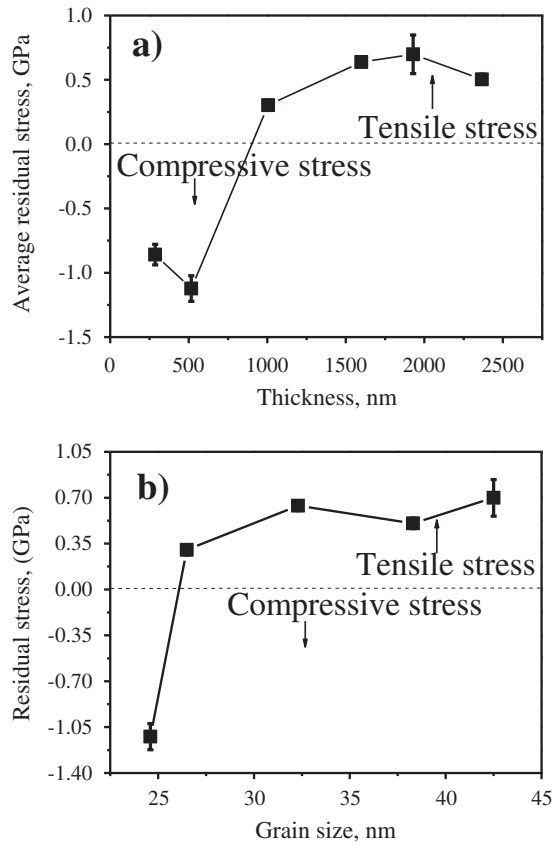 a)
1.0
0.5
0.0
-0.5
-1.0
-1.5
Average residual stress, GPa
Tensile stress
Compressive stress
0 500 1000 1500 2000 2500
Thickness, nm
b)
1.05
0.70
0.35
0.00
-0.35
-0.70
-1.05
-1.40
Residual stress, (GPa)
Tensile stress
Compressive stress
25 30 35 40 45
Grain size, nm